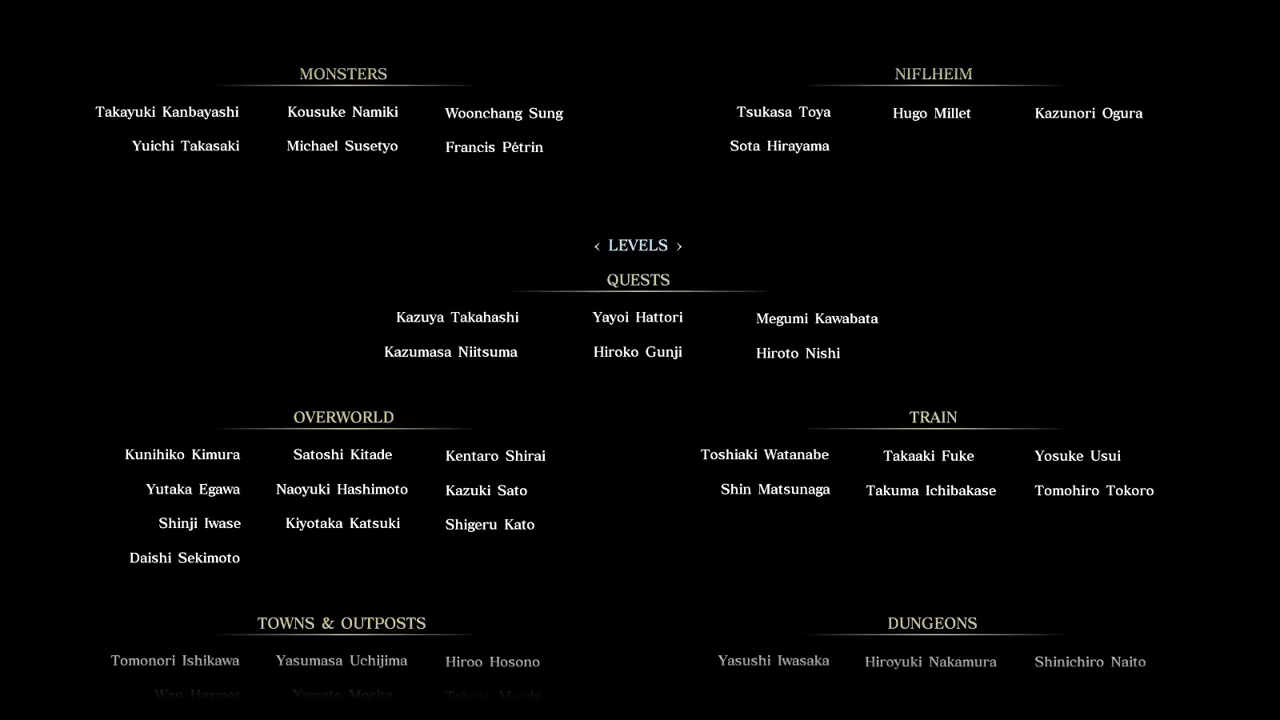 MONSTERS
Takayuki Kanbayashi Kousuke Namiki Woonchang Sung
Yuichi Takasaki Michael Susetyo Francis Pétrin
NIFLHEIM
Tsukasa Toya Hugo Millet Kazunori Ogura
Sota Hirayama
‹ LEVELS ›
QUESTS
Kazuya Takahashi Yayoi Hattori Megumi Kawabata
Kazumasa Niitsuma Hiroko Gunji Hiroto Nishi
OVERWORLD
Kunihiko Kimura Satoshi Kitade Kentaro Shirai
Yutaka Egawa Naoyuki Hashimoto Kazuki Sato
Shinji Iwase Kiyotaka Katsuki Shigeru Kato
Daishi Sekimoto
TRAIN
Toshiaki Watanabe Takaaki Fuke Yosuke Usui
Shin Matsunaga Takuma Ichibakase Tomohiro Tokoro
TOWNS & OUTPOSTS
Tomonori Ishikawa Yasumasa Uchijima Hiroo Hosono
DUNGEONS
Yasushi Iwasaka Hiroyuki Nakamura Shinichiro Naito